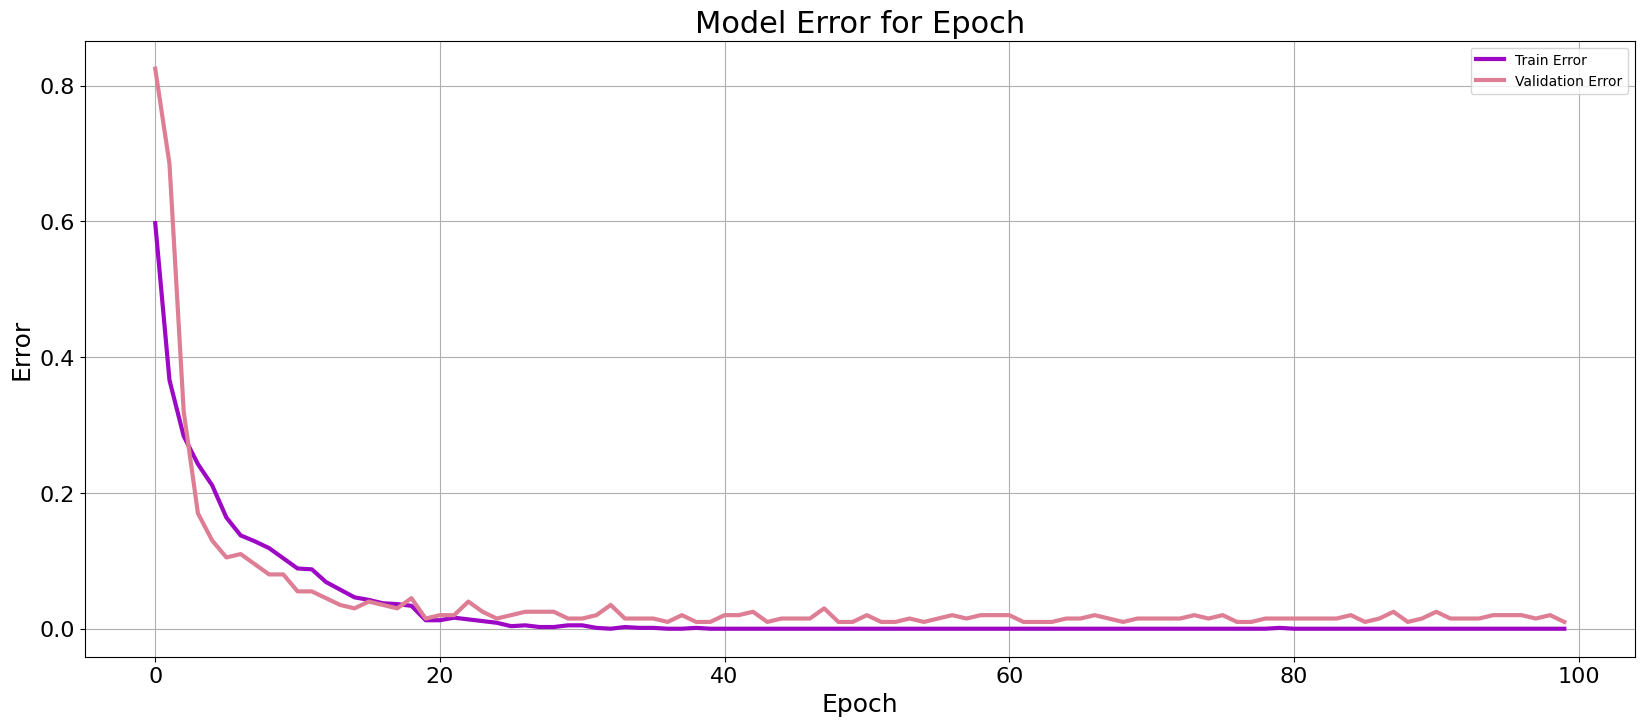 Model Error for Epoch
Train Error
Validation Error
Error
0.8
0.6
0.4
0.2
0.0
0 20 40 60 80 100
Epoch